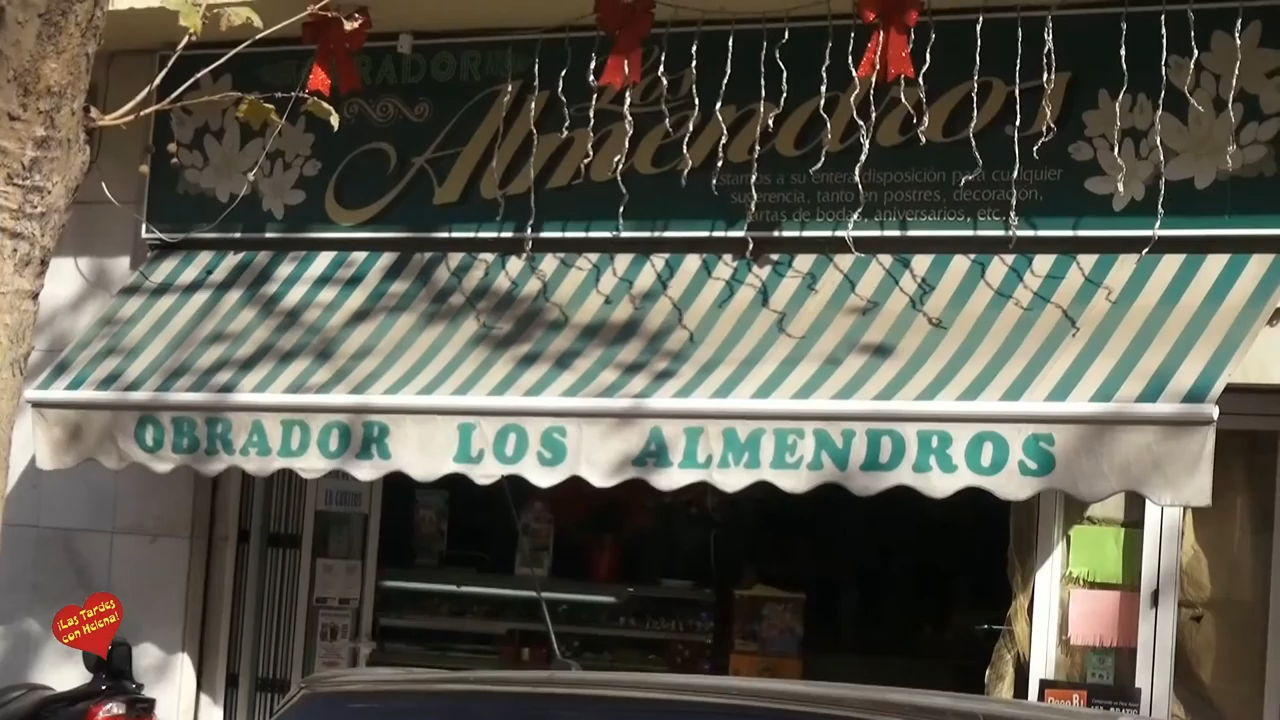 OBRADOR
Los
Almendros
Estamos a su entera disposición para cualquier
sugerencia, tanto en postres, decoración,
tartas de bodas, aniversarios, etc.
OBRADOR LOS ALMENDROS
¡Las Tardes
con Helena!